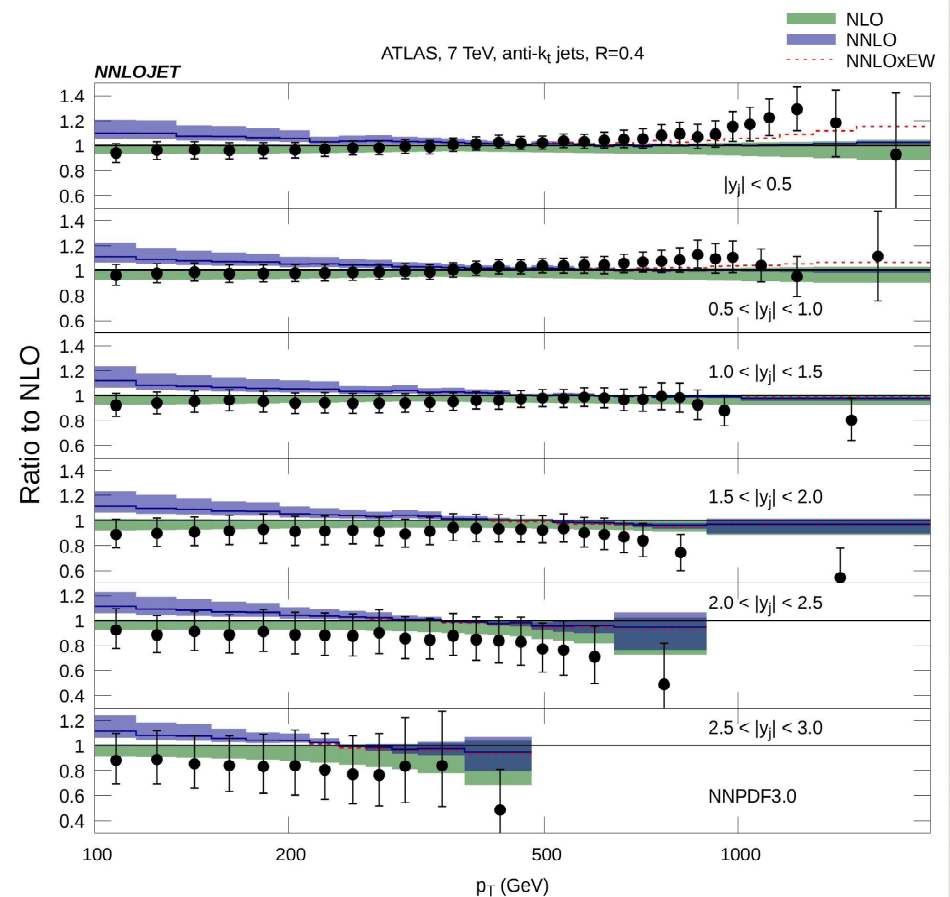 NLO
NNLO
NNLOxEW
ATLAS, 7 TeV, anti-kt jets, R=0.4
NNLOJET
Ratio to NLO
1.4
1.2
1
0.8
0.6
|yj| < 0.5
1.4
1.2
1
0.8
0.6
0.5 < |yj| < 1.0
1.4
1.2
1
0.8
0.6
1.0 < |yj| < 1.5
1.4
1.2
1
0.8
0.6
1.5 < |yj| < 2.0
1.2
1
0.8
0.6
0.4
2.0 < |yj| < 2.5
1.2
1
0.8
0.6
0.4
2.5 < |yj| < 3.0
NNPDF3.0
100 200 500 1000
pT (GeV)